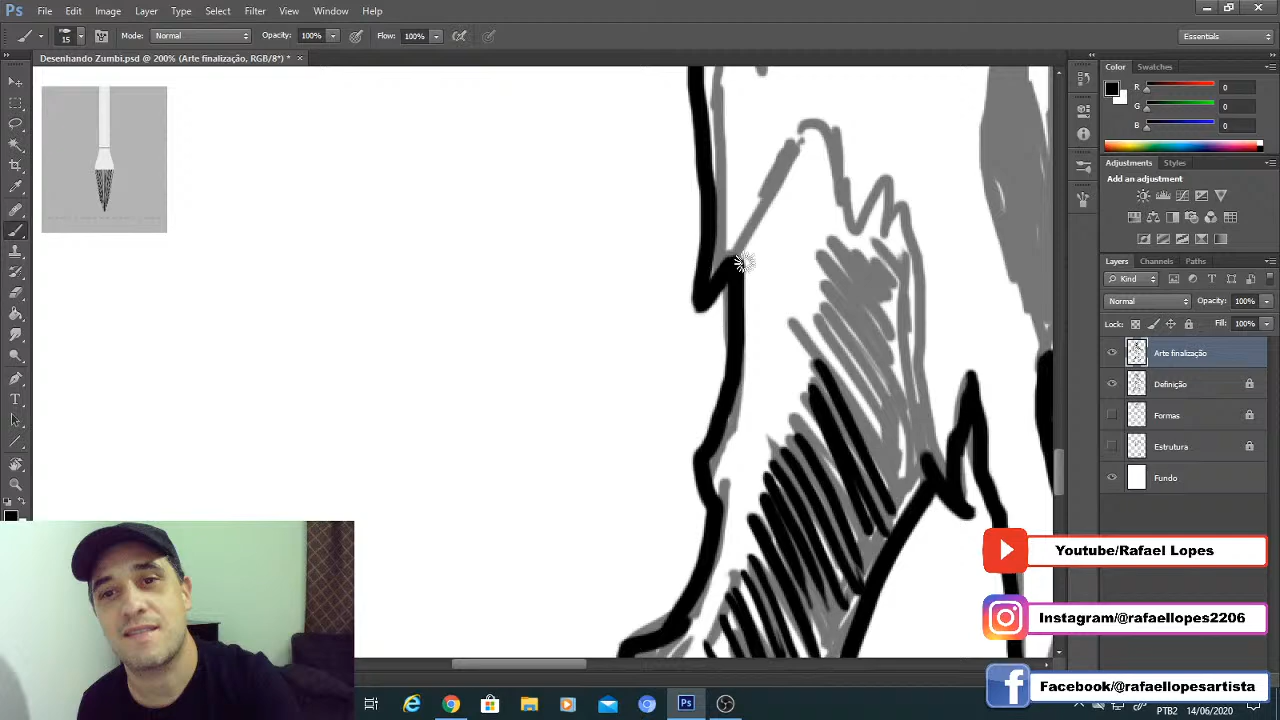 Ps File Edit Image Layer Type Select Filter View Window Help
15 Mode: Normal Opacity: 100% Flow: 100% Essentials
Desenhando Zumbi.psd @ 200% (Arte finalização, RGB/8*) * ×
Color Swatches
R 0
G 0
B 0
Adjustments Styles
Add an adjustment
Layers Channels Paths
Kind
Normal Opacity: 100%
Lock: Fill: 100%
Arte finalização
Definição
Formas
Estrutura
Fundo
Youtube/Rafael Lopes
Instagram/@rafaellopes2206
Facebook/@rafaellopesartista
Ps PTB2 14/06/2020